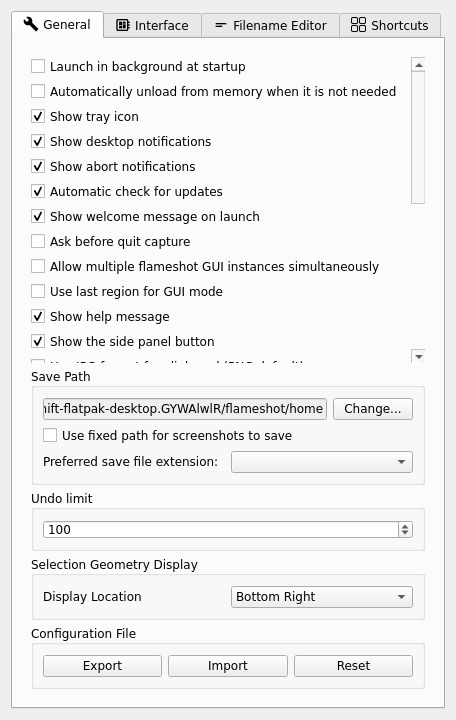 General
Interface
Filename Editor
Shortcuts
Launch in background at startup
Automatically unload from memory when it is not needed
Show tray icon
Show desktop notifications
Show abort notifications
Automatic check for updates
Show welcome message on launch
Ask before quit capture
Allow multiple flameshot GUI instances simultaneously
Use last region for GUI mode
Show help message
Show the side panel button
Save Path
ift-flatpak-desktop.GYWAlwlR/flameshot/home
Change...
Use fixed path for screenshots to save
Preferred save file extension:
Undo limit
100
Selection Geometry Display
Display Location
Bottom Right
Configuration File
Export
Import
Reset